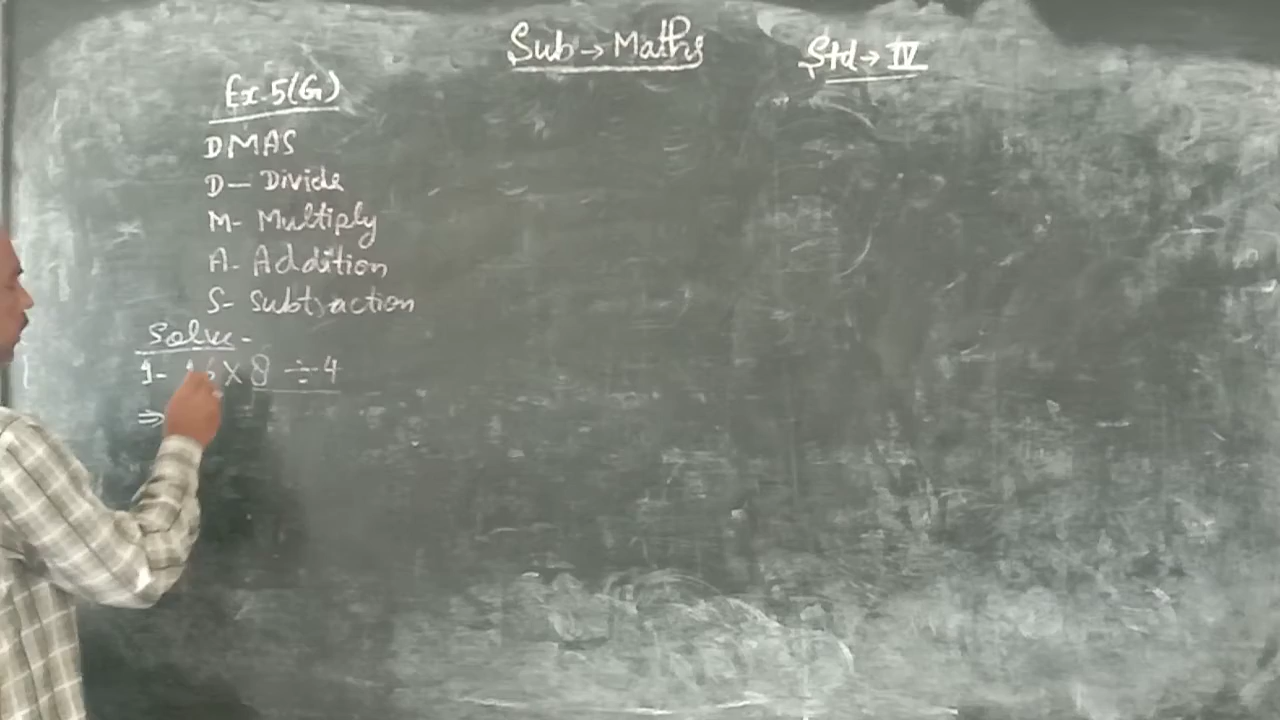 Sub → Maths Std → IV
Ex. 5(G)
DMAS
D— Divide
M- Multiply
A- Addition
S- Subtraction
Solve -
1- 16 X 8 ÷ 4
⇒